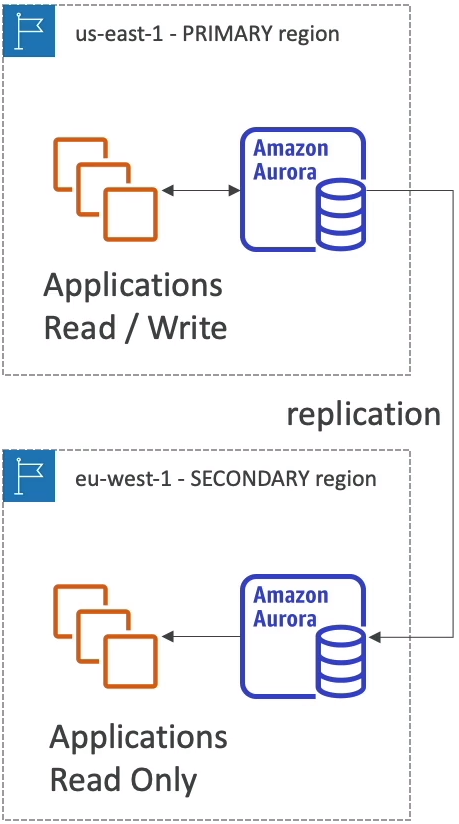 us-east-1 - PRIMARY region
Amazon
Aurora
Applications
Read / Write
replication
eu-west-1 - SECONDARY region
Amazon
Aurora
Applications
Read Only